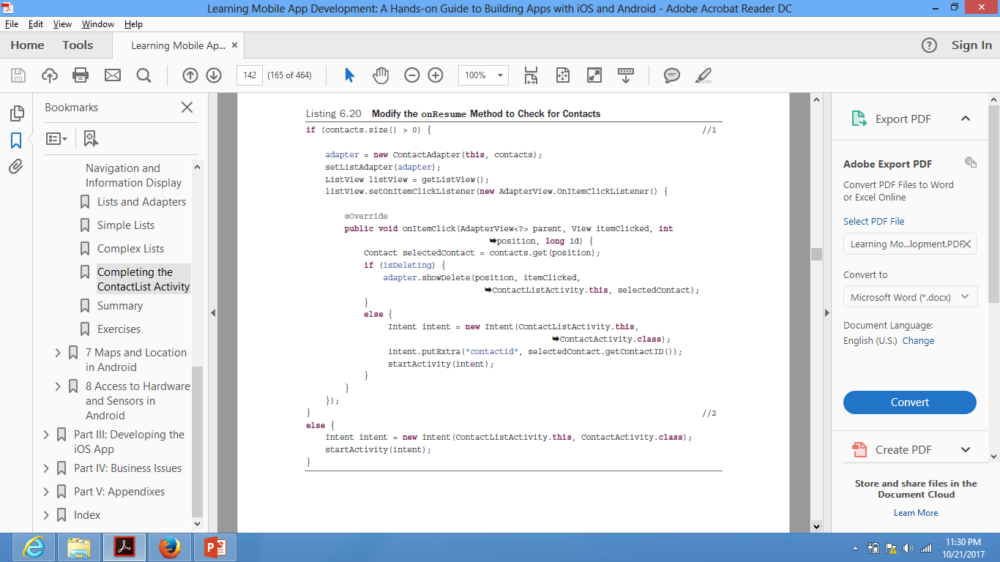 Learning Mobile App Development: A Hands-on Guide to Building Apps with iOS and Android - Adobe Acrobat Reader DC
File Edit View Window Help
Home Tools Learning Mobile Ap... × ? Sign In
142 (165 of 464) 100%
Bookmarks
Navigation and
Information Display
Lists and Adapters
Simple Lists
Complex Lists
Completing the
ContactList Activity
Summary
Exercises
7 Maps and Location
in Android
8 Access to Hardware
and Sensors in
Android
Part III: Developing the
iOS App
Part IV: Business Issues
Part V: Appendixes
Index
Listing 6.20 Modify the onResume Method to Check for Contacts
if (contacts.size() > 0) { //1
adapter = new ContactAdapter(this, contacts);
setListAdapter(adapter);
ListView listView = getListView();
listView.setOnItemClickListener(new AdapterView.OnItemClickListener() {
@Override
public void onItemClick(AdapterView<?> parent, View itemClicked, int
➥position, long id) {
Contact selectedContact = contacts.get(position);
if (isDeleting) {
adapter.showDelete(position, itemClicked,
➥ContactListActivity.this, selectedContact);
}
else {
Intent intent = new Intent(ContactListActivity.this,
➥ContactActivity.class);
intent.putExtra("contactid", selectedContact.getContactID());
startActivity(intent);
}
}
});
} //2
else {
Intent intent = new Intent(ContactListActivity.this, ContactActivity.class);
startActivity(intent);
}
Export PDF
Adobe Export PDF
Convert PDF Files to Word
or Excel Online
Select PDF File
Learning Mo...lopment.PDF
Convert to
Microsoft Word (*.docx)
Document Language:
English (U.S.) Change
Convert
Create PDF
Store and share files in the
Document Cloud
Learn More
11:30 PM
10/21/2017